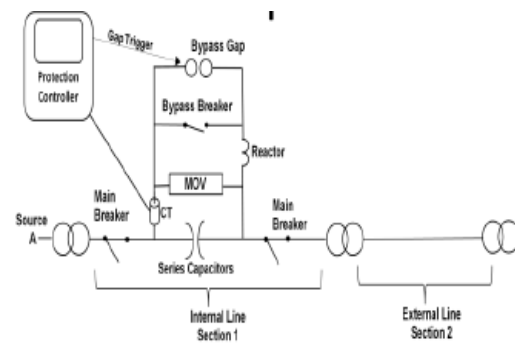 Gap Trigger
Bypass Gap
Protection
Controller
Bypass Breaker
Reactor
MOV
Main
Breaker
CT
Main
Breaker
Source
A
Series Capacitors
Internal Line
Section 1
External Line
Section 2